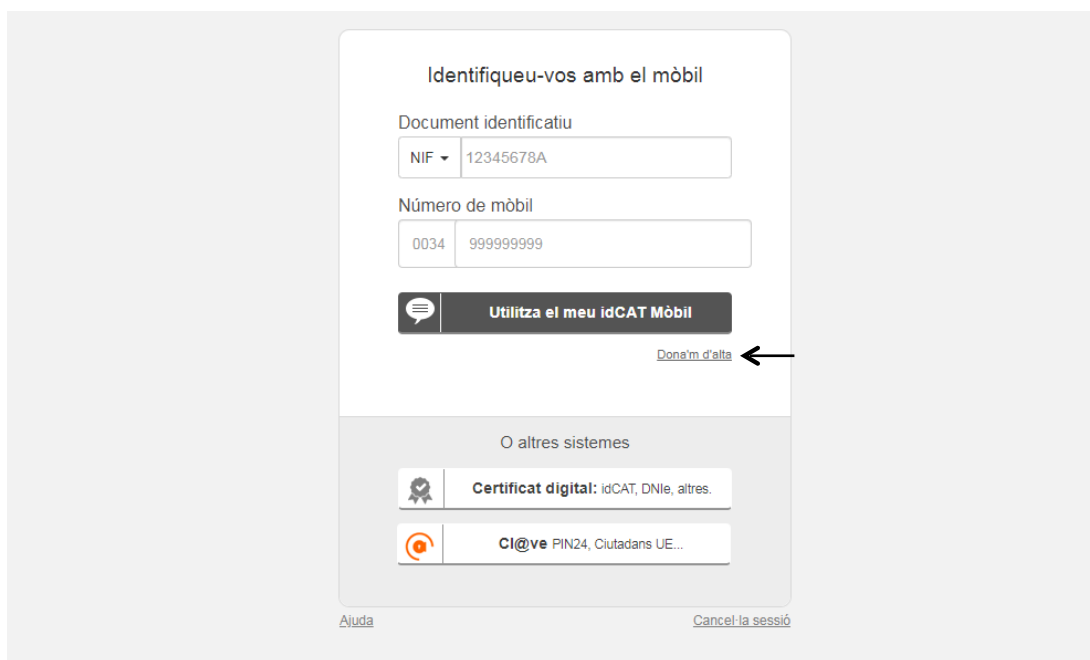 Identifiqueu-vos amb el mòbil
Document identificatiu
NIF 12345678A
Número de mòbil
0034 999999999
Utilitza el meu idCAT Mòbil
Dona'm d'alta
O altres sistemes
Certificat digital: idCAT, DNIe, altres.
Cl@ve PIN24, Ciutadans UE...
Ajuda Cancel·la sessió